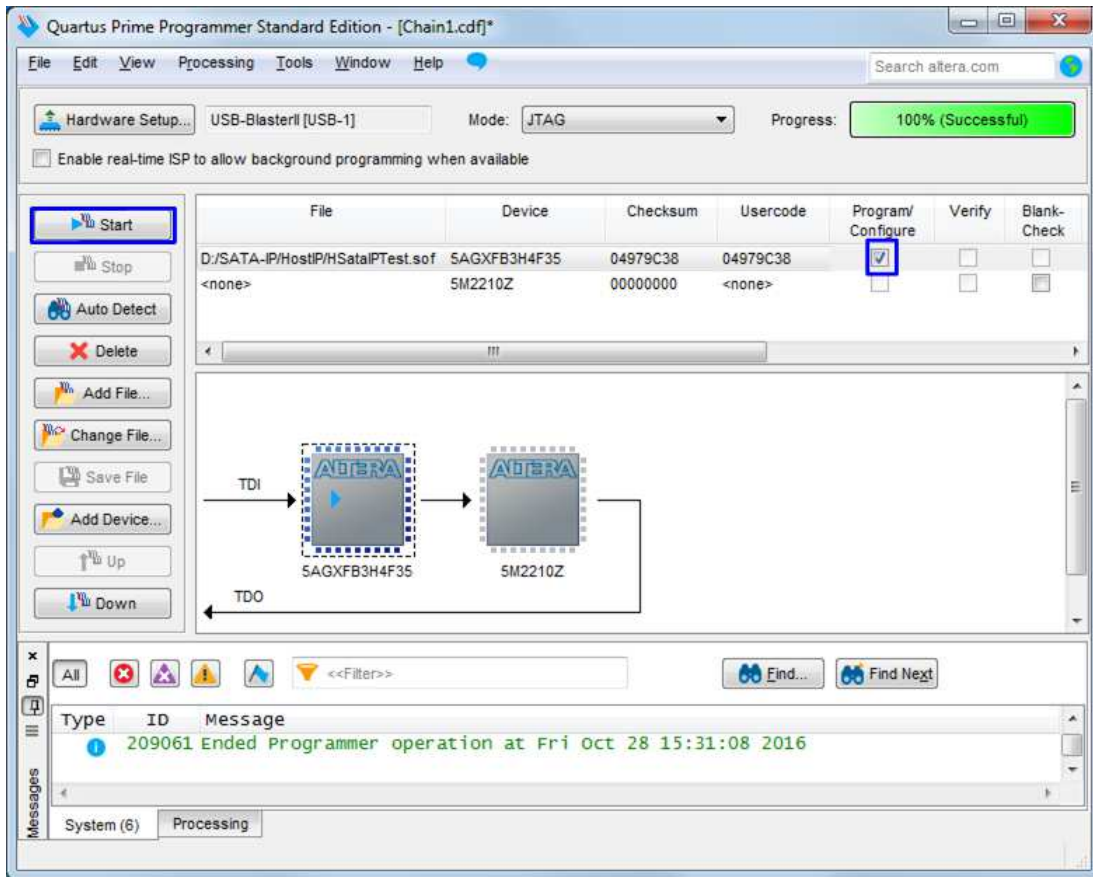 Quartus Prime Programmer Standard Edition - [Chain1.cdf]*
File Edit View Processing Tools Window Help
Search altera.com
Hardware Setup... USB-BlasterII [USB-1] Mode: JTAG Progress: 100% (Successful)
Enable real-time ISP to allow background programming when available
Start
Stop
Auto Detect
Delete
Add File...
Change File...
Save File
Add Device...
Up
Down
File Device Checksum Usercode Program/ Configure Verify Blank- Check
D:/SATA-IP/HostIP/HSataIPTest.sof 5AGXFB3H4F35 04979C38 04979C38
<none> 5M2210Z 00000000 <none>
TDI
ALTERA
ALTERA
5AGXFB3H4F35
5M2210Z
TDO
All <<Filter>> Find... Find Next
Type ID Message
209061 Ended Programmer operation at Fri Oct 28 15:31:08 2016
Messages
System (6) Processing